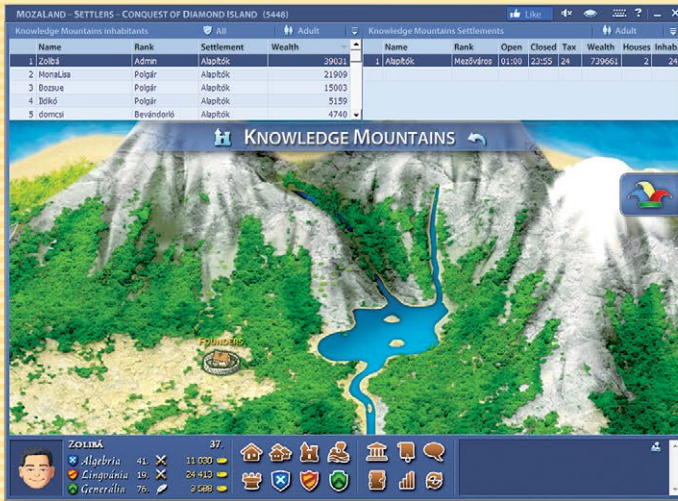 MOZALAND - SETTLERS - CONQUEST OF DIAMOND ISLAND (5448)
Like
?
Knowledge Mountains inhabitants All Adult
Name Rank Settlement Wealth
1 Zolibá Admin Alapítók 39031
2 MonaLisa Polgár Alapítók 21909
3 Bozsue Polgár Alapítók 15003
4 Ildikó Polgár Alapítók 5159
5 domcsi Bevándorló Alapítók 4740
Knowledge Mountains Settlements Adult
Name Rank Open Closed Tax Wealth Houses Inhab.
1 Alapítók Mezőváros 01:00 23:55 24 739661 2 24
KNOWLEDGE MOUNTAINS
FOUNDERS
ZOLIBÁ 37.
Algebria 41. 11 030
Lingvánia 19. 24 413
Generália 76. 3 588